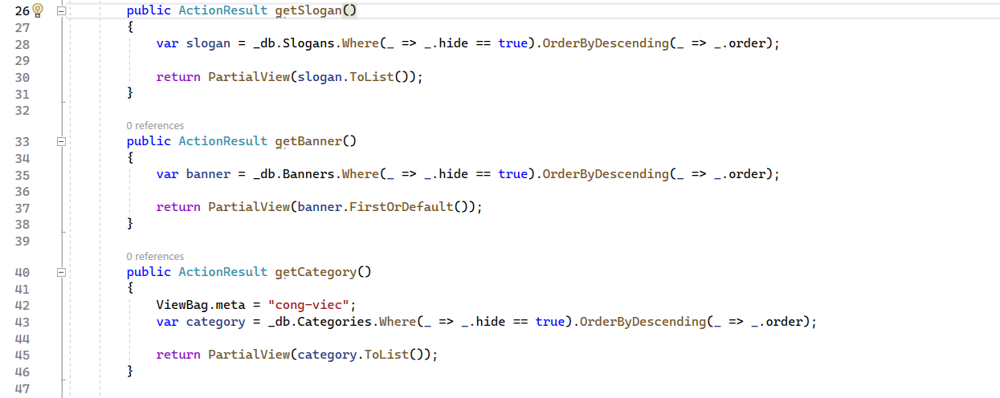 26 public ActionResult getSlogan()
27 {
28 var slogan = _db.Slogans.Where(_ => _.hide == true).OrderByDescending(_ => _.order);
29
30 return PartialView(slogan.ToList());
31 }
32
0 references
33 public ActionResult getBanner()
34 {
35 var banner = _db.Banners.Where(_ => _.hide == true).OrderByDescending(_ => _.order);
36
37 return PartialView(banner.FirstOrDefault());
38 }
39
0 references
40 public ActionResult getCategory()
41 {
42 ViewBag.meta = "cong-viec";
43 var category = _db.Categories.Where(_ => _.hide == true).OrderByDescending(_ => _.order);
44
45 return PartialView(category.ToList());
46 }
47